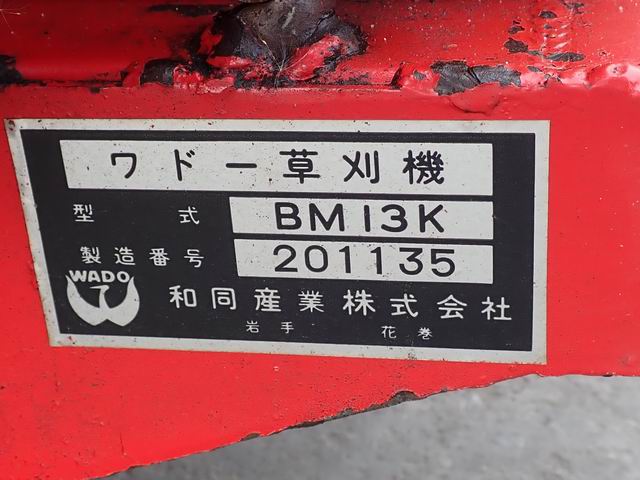 ワドー草刈機
型式 BM13K
製造番号 201135
WADO 和同産業株式会社
岩手 花巻